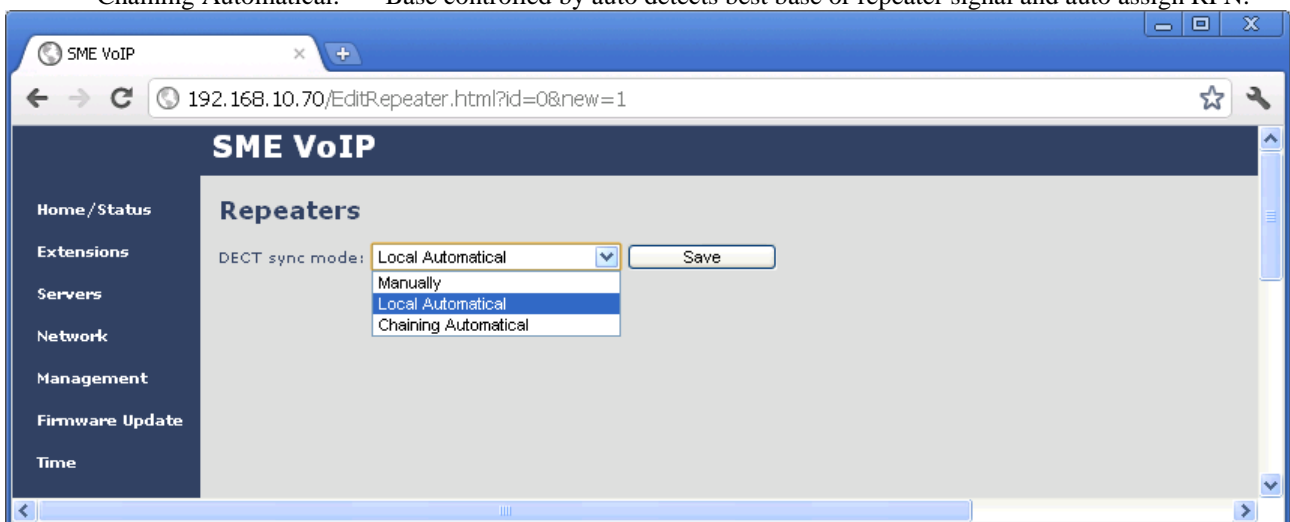 Chaining Automatical: Base controlled by auto detects best base or repeater signal and auto assign RPN.
SME VoIP
192.168.10.70/EditRepeater.html?id=0&new=1
SME VoIP
Home/Status
Extensions
Servers
Network
Management
Firmware Update
Time
Repeaters
DECT sync mode: Local Automatical Save
Manually
Local Automatical
Chaining Automatical